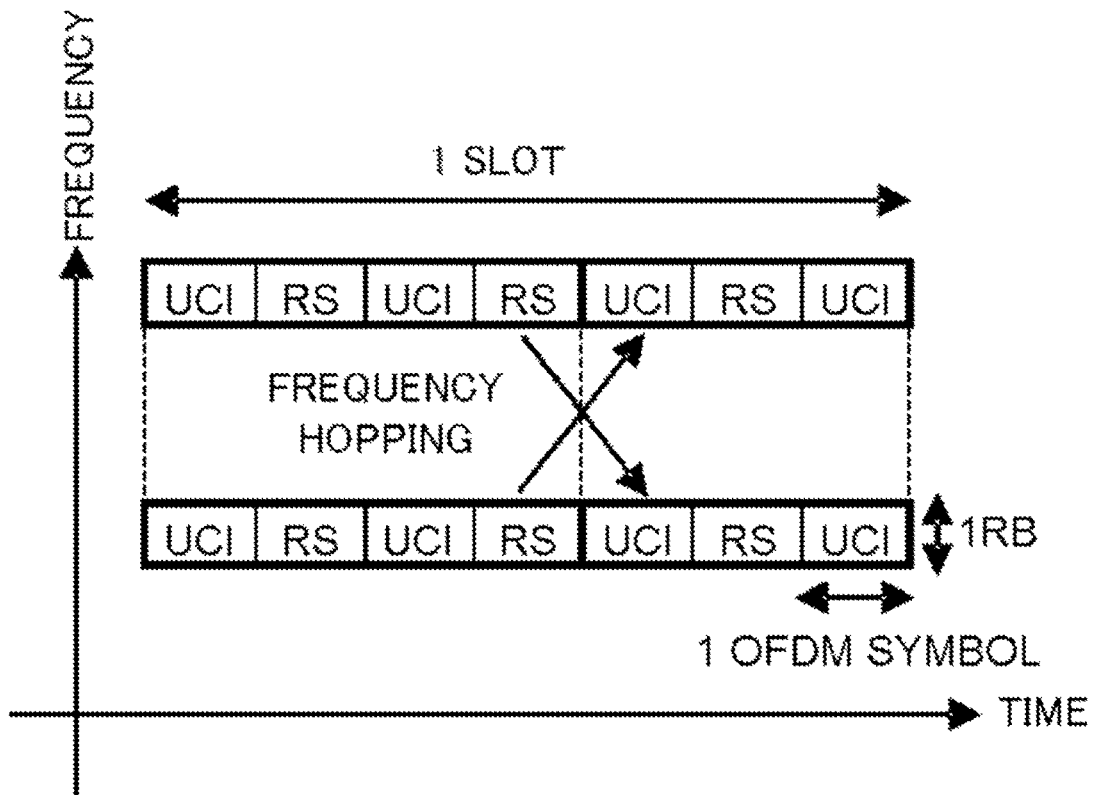 FREQUENCY
1 SLOT
UCI RS UCI RS UCI RS UCI
FREQUENCY
HOPPING
UCI RS UCI RS UCI RS UCI
1RB
1 OFDM SYMBOL
TIME